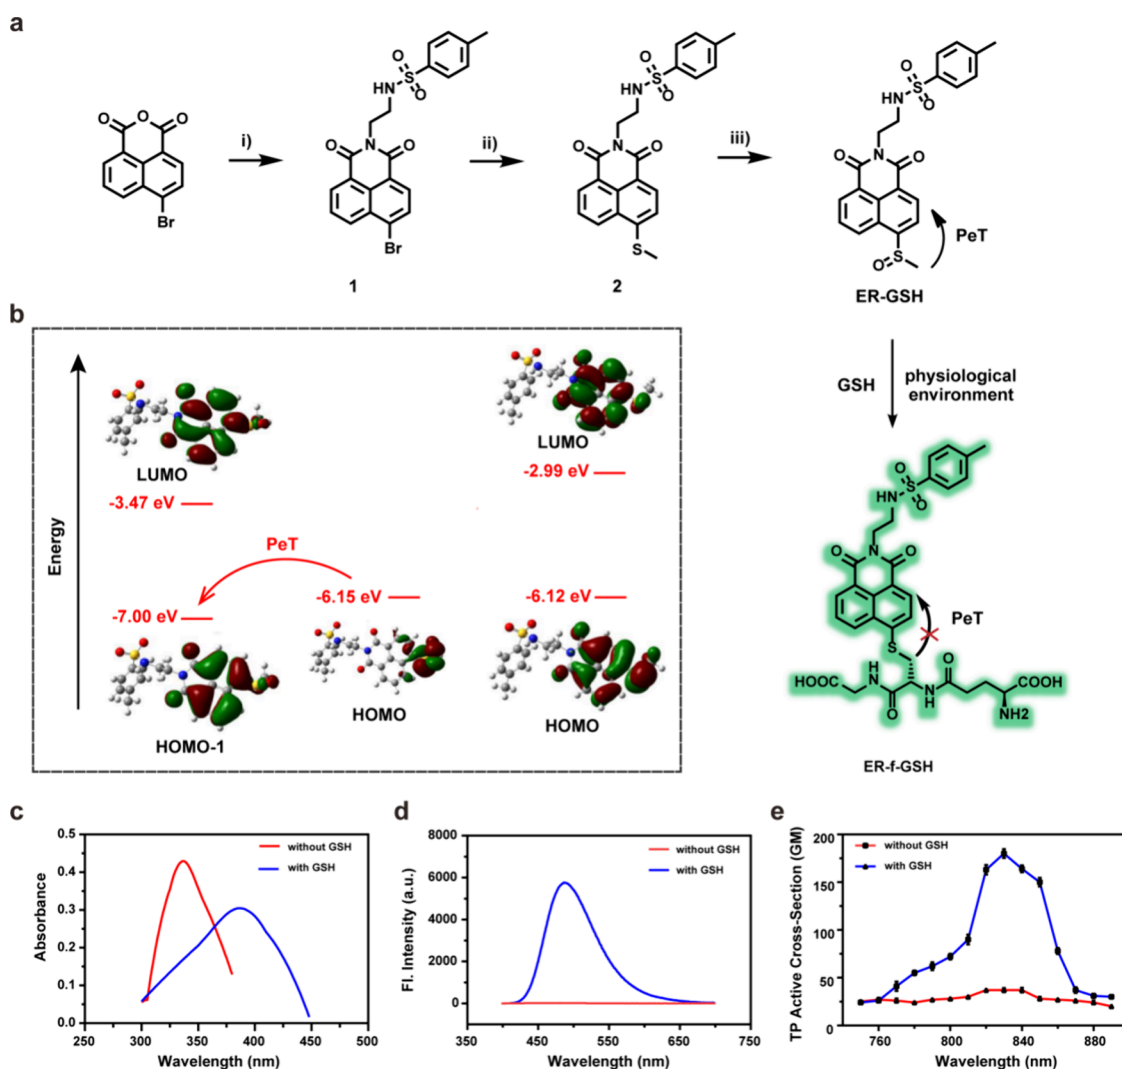 a
O
O
O
Br
i)
O
O
S
HN
O
N
O
Br
1
ii)
O
O
S
HN
O
N
O
S
2
iii)
O
O
S
HN
O
N
O
S
O
PeT
ER-GSH
GSH
physiological
environment
O
S
HN
O
O
N
O
PeT
S
HOOC
H
N
O
N
H
O
COOH
NH2
ER-f-GSH
b
Energy
LUMO
-3.47 eV
LUMO
-2.99 eV
PeT
-7.00 eV
-6.15 eV
-6.12 eV
HOMO-1
HOMO
HOMO
c
Absorbance
0.5
0.4
0.3
0.2
0.1
0.0
250
300
350
400
450
500
Wavelength (nm)
without GSH
with GSH
d
Fl. Intensity (a.u.)
8000
6000
4000
2000
0
350
450
550
650
750
Wavelength (nm)
without GSH
with GSH
e
TP Active Cross-Section (GM)
200
150
100
50
0
760
800
840
880
Wavelength (nm)
without GSH
with GSH